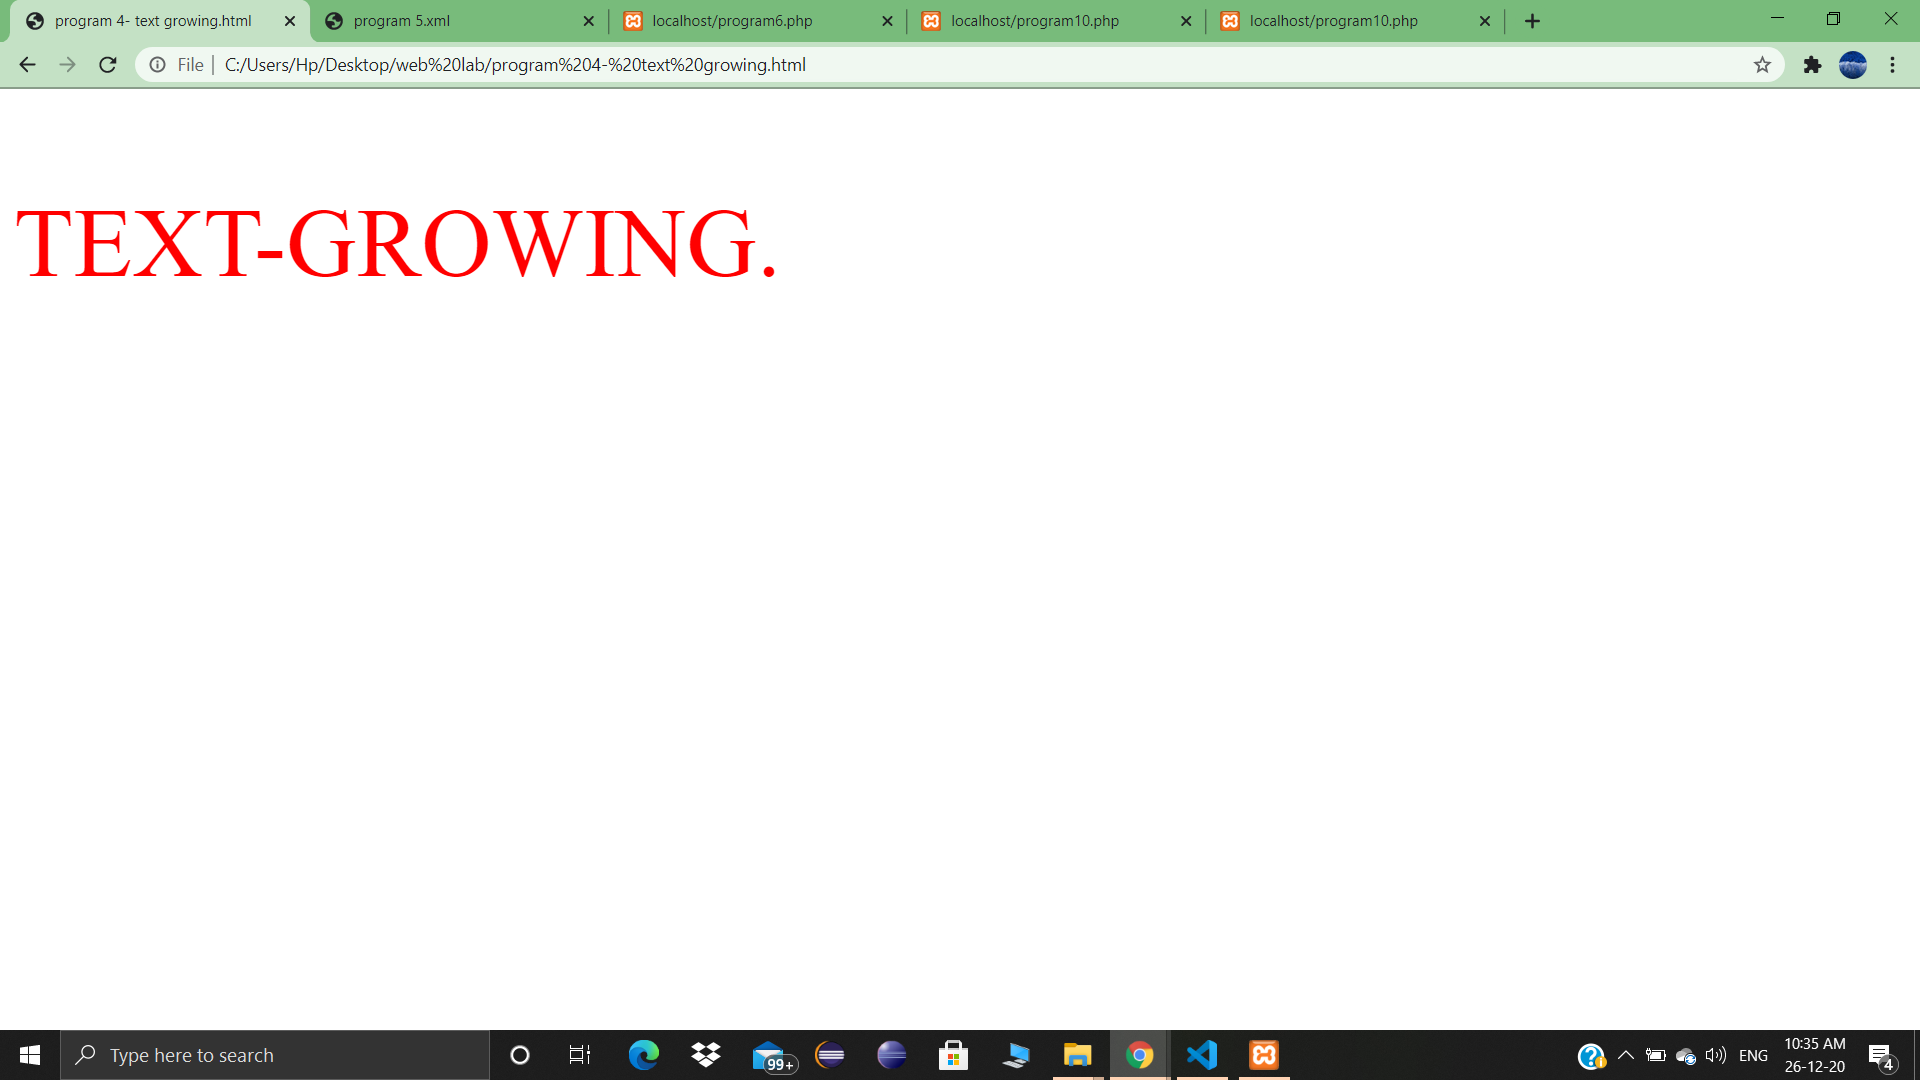 program 4- text growing.html
program 5.xml
localhost/program6.php
localhost/program10.php
localhost/program10.php
File
C:/Users/Hp/Desktop/web%20lab/program%204-%20text%20growing.html
TEXT-GROWING.
Type here to search
99+
ENG
10:35 AM
26-12-20
4